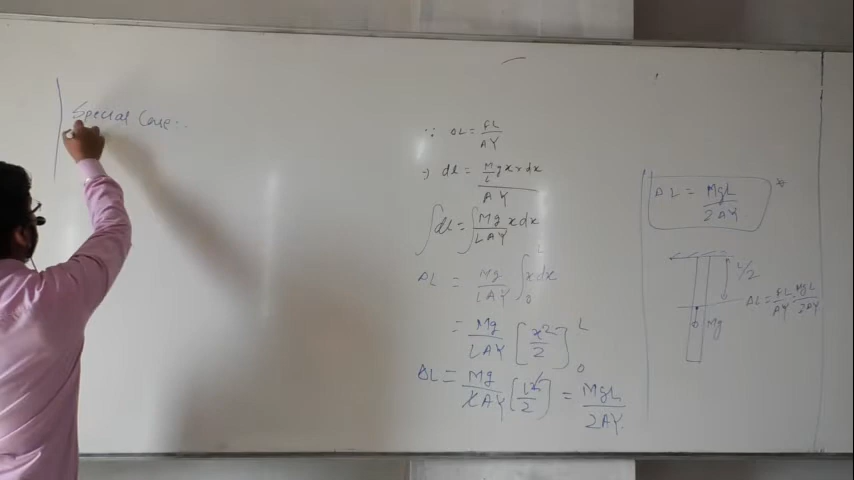 Special Case:-
∵ ΔL = FL/AY
⇒ dl = (M/L)gx × dx / AY
∫dl = ∫ Mg/LAY x dx
ΔL = Mg/LAY ∫₀ᴸ x dx
= Mg/LAY [x²/2]₀ᴸ
ΔL = Mg/LAY [L²/2] = MgL/2AY
ΔL = MgL/2AY *
L/2
ΔL = FL/AY = MgL/2AY
Mg